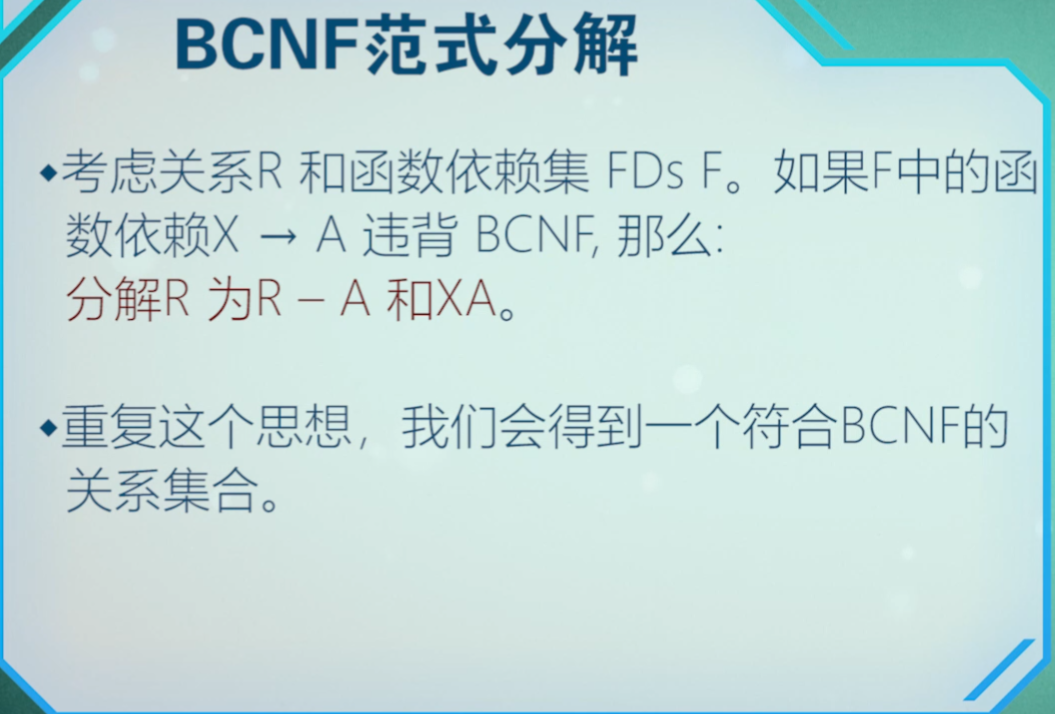 BCNF范式分解
◆考虑关系R 和函数依赖集 FDs F。如果F中的函
数依赖X → A 违背 BCNF, 那么:
分解R 为R – A 和XA。
◆重复这个思想，我们会得到一个符合BCNF的
关系集合。